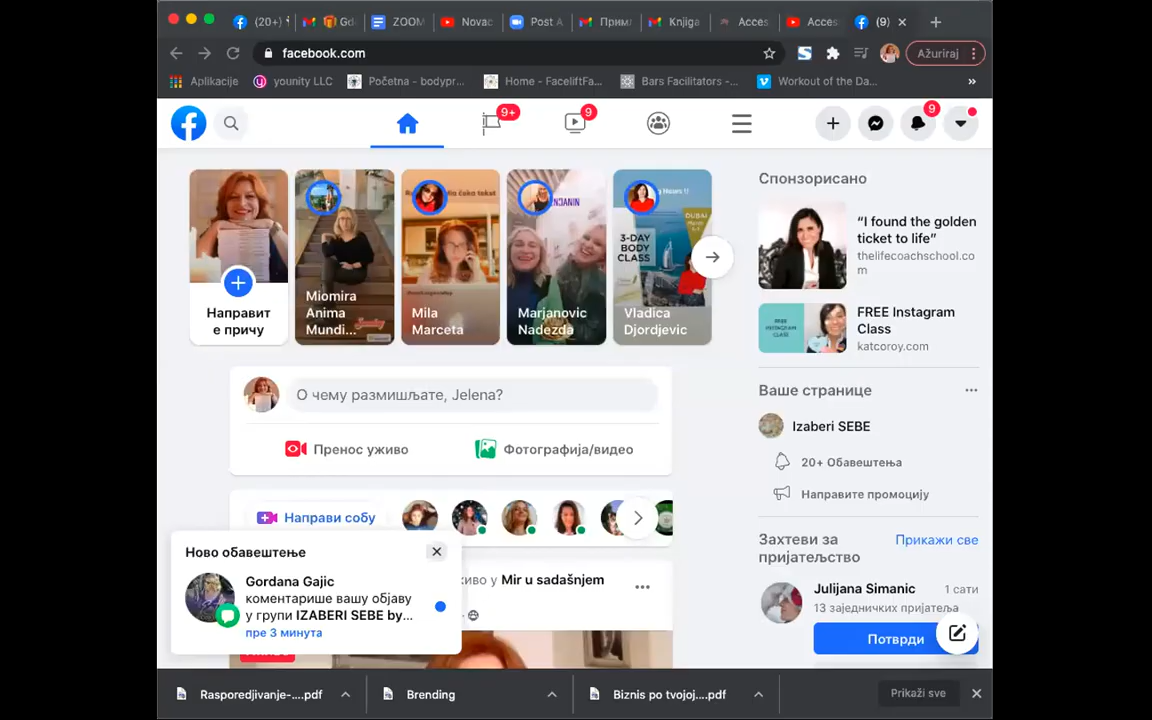 (20+)
Gd
ZOOM
Novac
Post A
Прим
Knjiga
Acces
Acces
(9)
facebook.com
Ažuriraj
Aplikacije
younity LLC
Početna - bodypr...
Home - FaceliftFa...
Bars Facilitators -...
Workout of the Da...
»
9+
9
9
Направит
е причу
Miomira
Anima
Mundi...
Mila
Marceta
Marjanovic
Nadezda
3-DAY
BODY
CLASS
DUBAI
Vladica
Djordjevic
Спонзорисано
“I found the golden
ticket to life”
thelifecoachschool.co
m
FREE
INSTAGRAM
CLASS
FREE Instagram
Class
katcoroy.com
О чему размишљате, Jelena?
Пренос уживо
Фотографија/видео
Ваше странице
Izaberi SEBE
20+ Обавештења
Направите промоцију
Направи собу
Захтеви за
пријатељство
Прикажи све
Julijana Simanic
1 сати
13 заједничких пријатеља
Потврди
Ново обавештење
Gordana Gajic
коментарише вашу објаву
у групи IZABERI SEBE by...
пре 3 минута
живо у Mir u sadašnjem
Rasporedjivanje-....pdf
Brending
Biznis po tvojoj....pdf
Prikaži sve